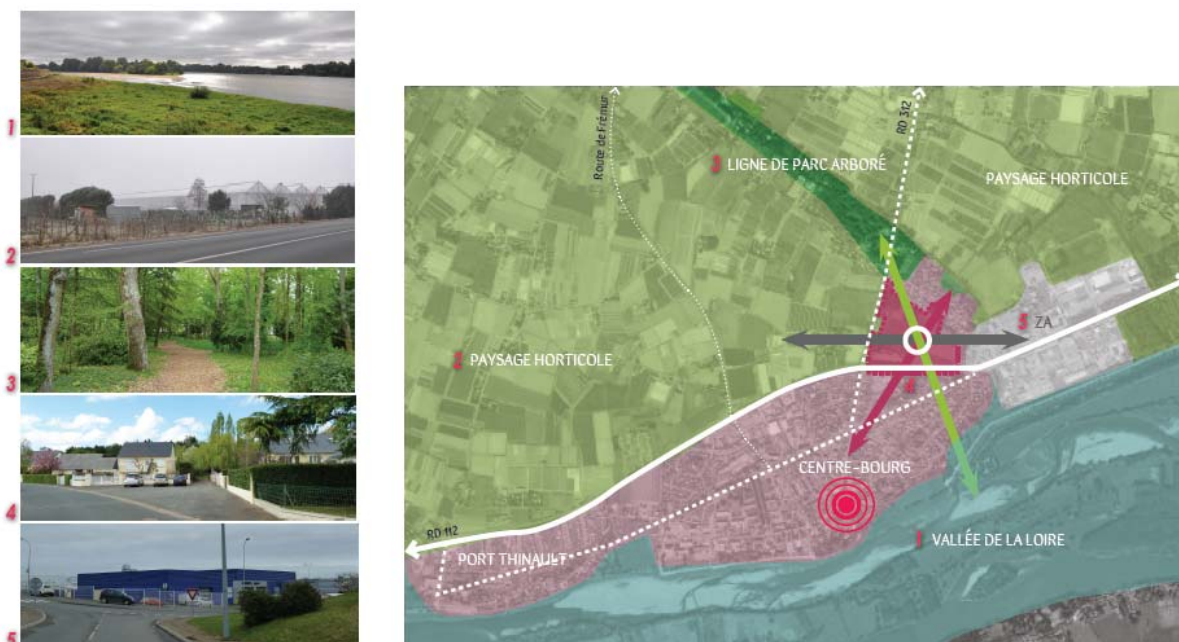 1
2
3
4
5
Route de Frémur
RD 312
3 LIGNE DE PARC ARBORÉ
PAYSAGE HORTICOLE
5 ZA
2 PAYSAGE HORTICOLE
4
CENTRE-BOURG
RD 112
PORT THINAULT
1 VALLÉE DE LA LOIRE